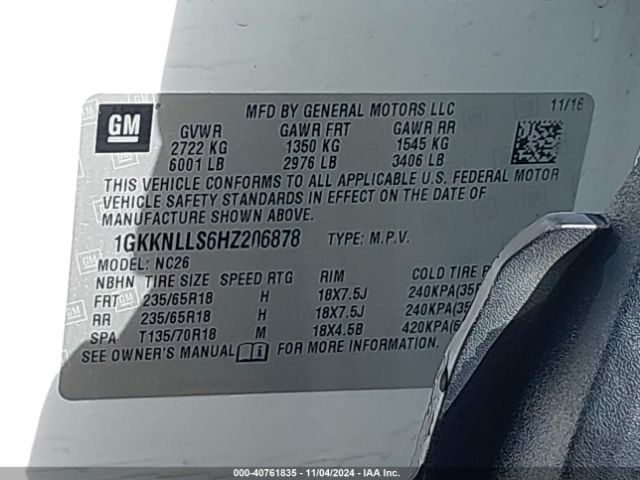 GM
MFD BY GENERAL MOTORS LLC 11/16
GVWR GAWR FRT GAWR RR
2722 KG 1350 KG 1545 KG
6001 LB 2976 LB 3406 LB
THIS VEHICLE CONFORMS TO ALL APPLICABLE U.S. FEDERAL MOTOR
VEHICLE SAFETY STANDARDS IN EFFECT ON THE DATE OF
MANUFACTURE SHOWN ABOVE.
1GKKNLLS6HZ206878 TYPE: M.P.V.
MODEL: NC26
NBHN TIRE SIZE SPEED RTG RIM COLD TIRE
FRT 235/65R18 H 18X7.5J 240KPA(35
RR 235/65R18 H 18X7.5J 240KPA(35
SPA T135/70R18 M 18X4.5B 420KPA(6
SEE OWNER'S MANUAL FOR MORE INFORMATION.
000-40761835 - 11/04/2024 - IAA Inc.